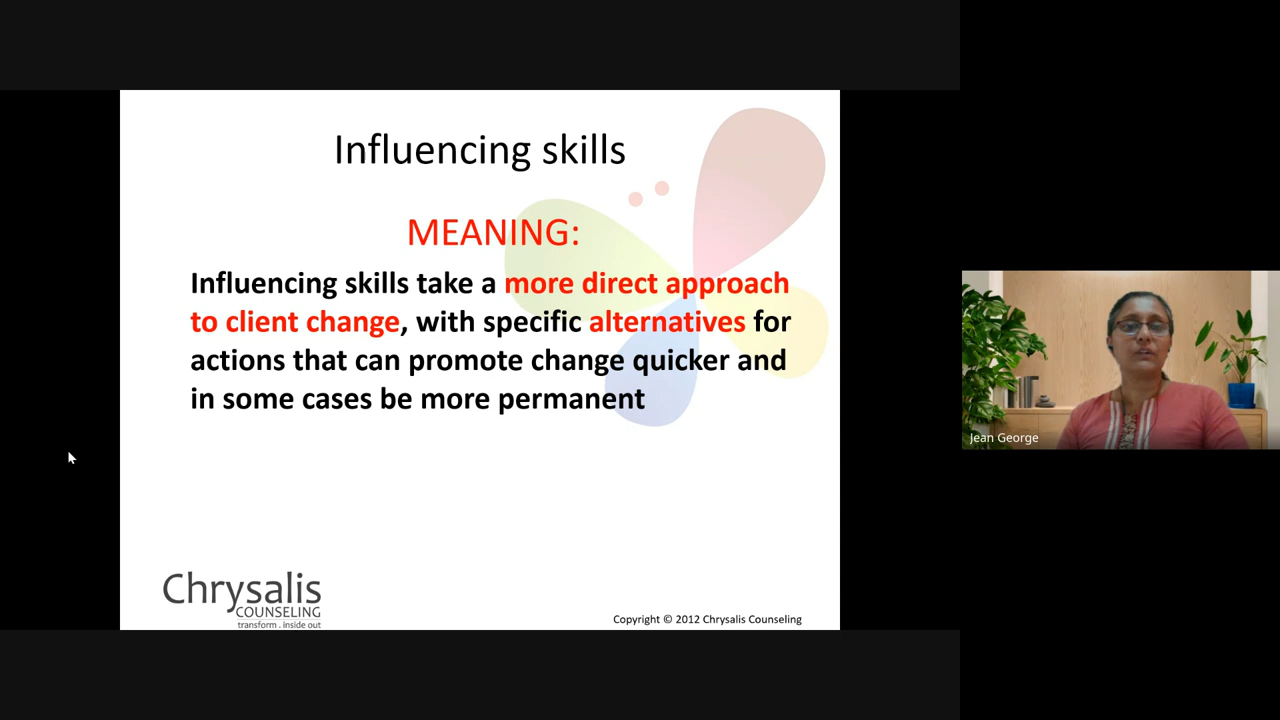 Influencing skills
MEANING:
Influencing skills take a more direct approach
to client change, with specific alternatives for
actions that can promote change quicker and
in some cases be more permanent
Chrysalis
COUNSELING
transform . inside out
Copyright © 2012 Chrysalis Counseling
Jean George